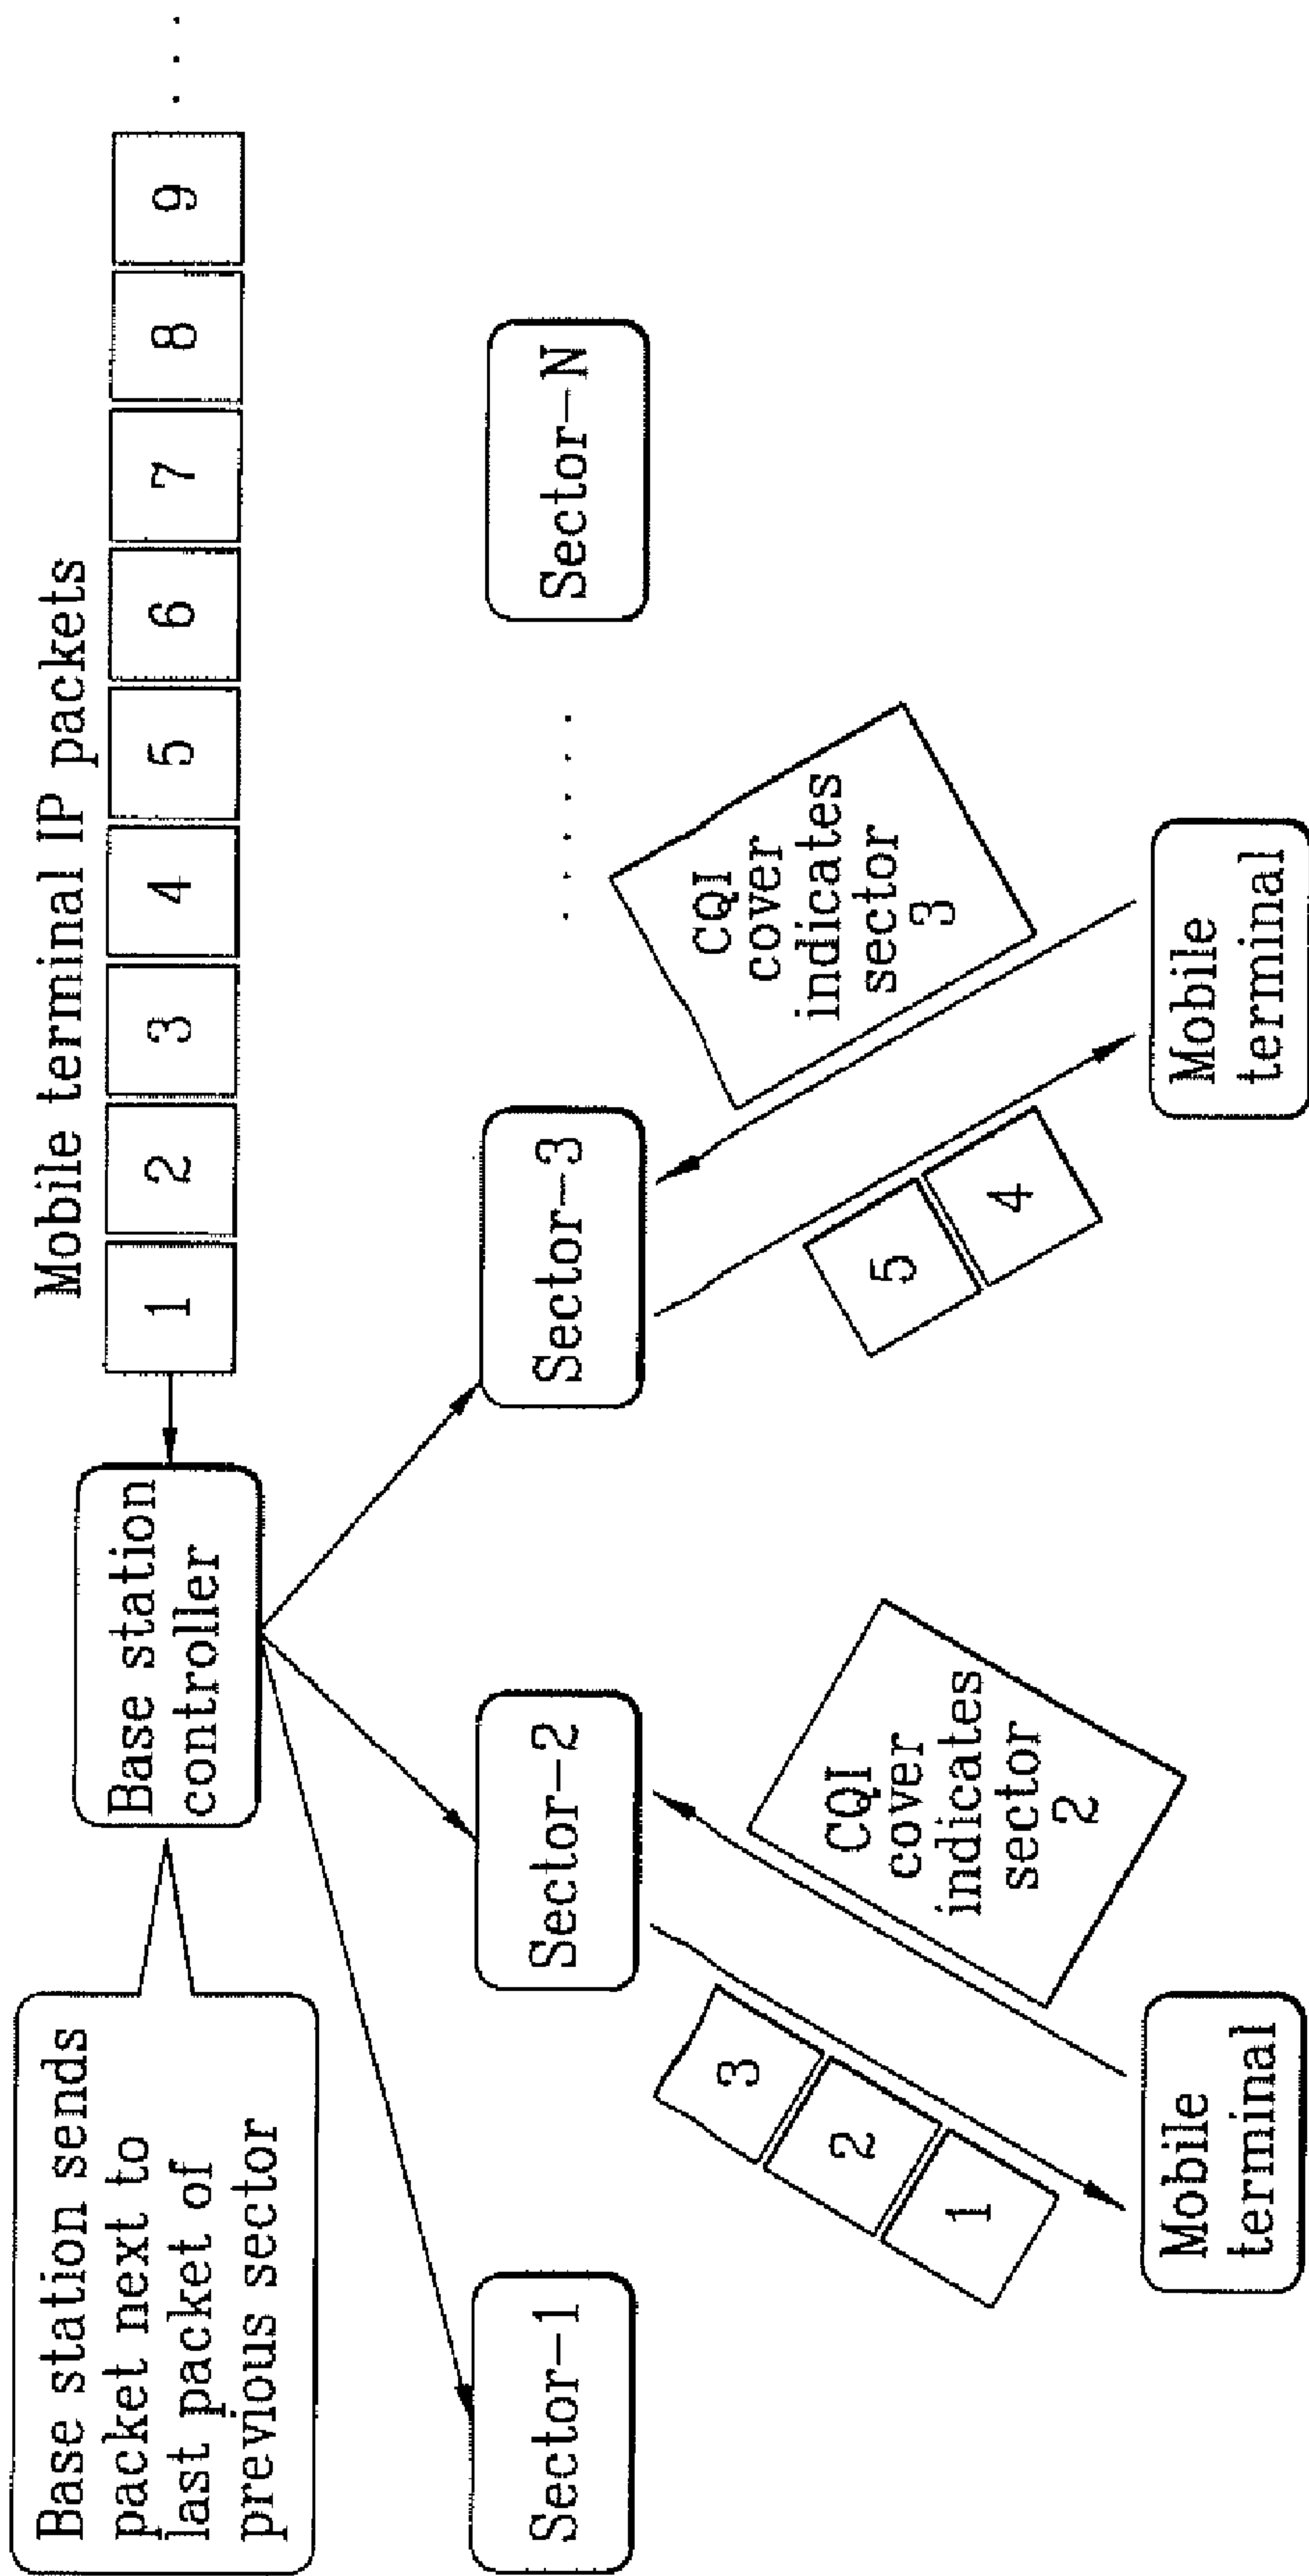 Mobile terminal IP packets
1 2 3 4 5 6 7 8 9 . . .
Base station sends
packet next to
last packet of
previous sector
Base station
controller
Sector-1
Sector-2
Sector-3
. . . . . .
Sector-N
3
2
1
CQI
cover
indicates
sector
2
5
4
CQI
cover
indicates
sector
3
Mobile
terminal
Mobile
terminal